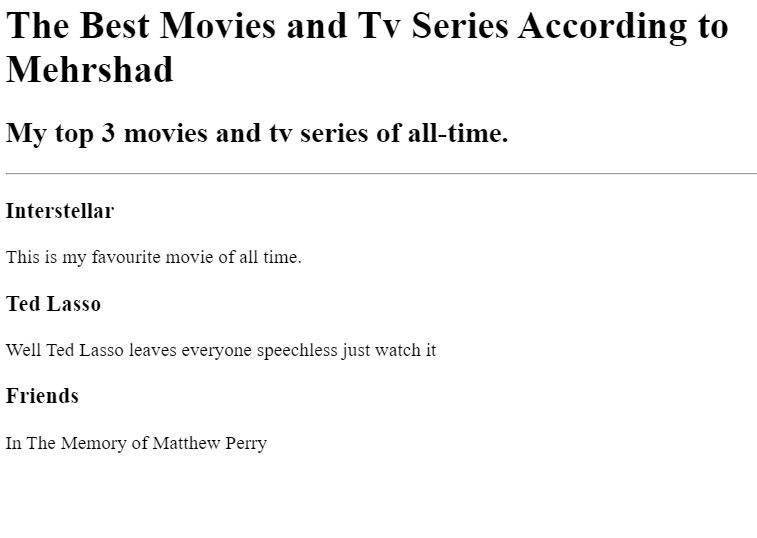 The Best Movies and Tv Series According to
Mehrshad
My top 3 movies and tv series of all-time.
Interstellar
This is my favourite movie of all time.
Ted Lasso
Well Ted Lasso leaves everyone speechless just watch it
Friends
In The Memory of Matthew Perry